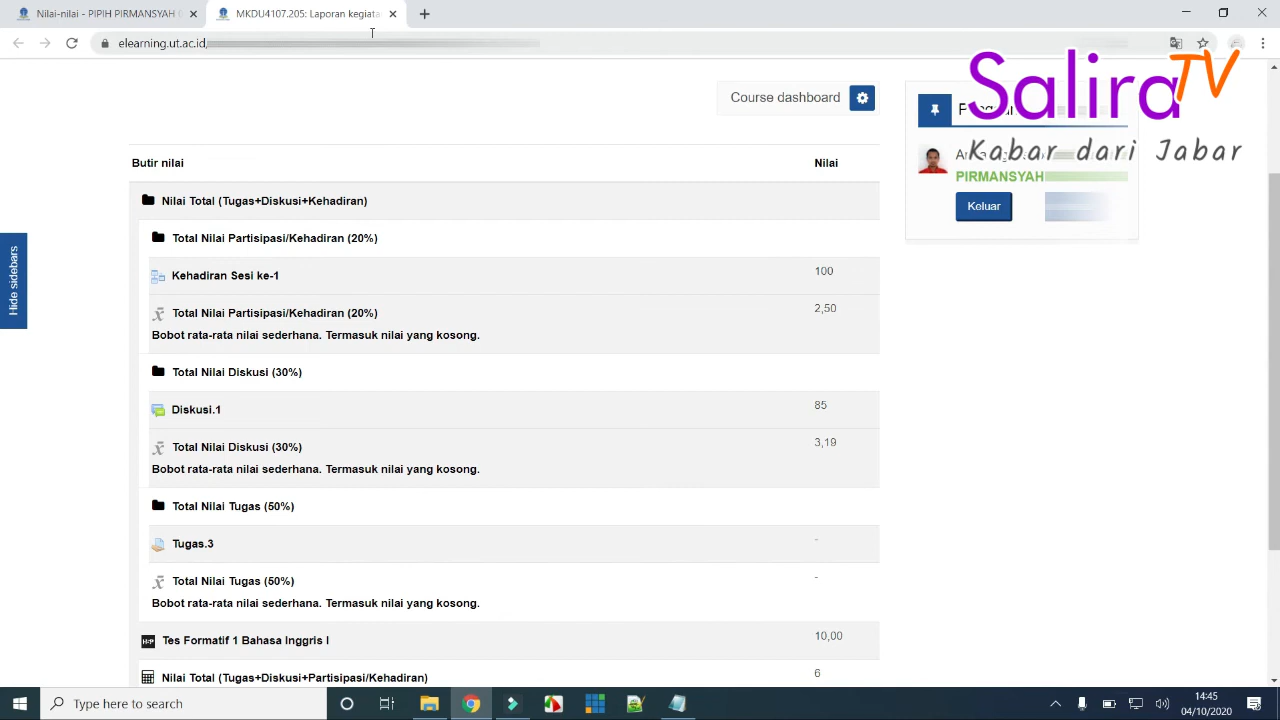 Nilai-nilai - PIPIH PIRMANSYAH
MKDU4107.205: Laporan kegiata
elearning.ut.ac.id
Salira TV
Kabar dari Jabar
Course dashboard
PIRMANSYAH
Keluar
Hide sidebars
Butir nilai Nilai
Nilai Total (Tugas+Diskusi+Kehadiran)
Total Nilai Partisipasi/Kehadiran (20%)
Kehadiran Sesi ke-1 100
Total Nilai Partisipasi/Kehadiran (20%) 2,50
Bobot rata-rata nilai sederhana. Termasuk nilai yang kosong.
Total Nilai Diskusi (30%)
Diskusi.1 85
Total Nilai Diskusi (30%) 3,19
Bobot rata-rata nilai sederhana. Termasuk nilai yang kosong.
Total Nilai Tugas (50%)
Tugas.3 -
Total Nilai Tugas (50%) -
Bobot rata-rata nilai sederhana. Termasuk nilai yang kosong.
H-P Tes Formatif 1 Bahasa Inggris I 10,00
Nilai Total (Tugas+Diskusi+Partisipasi/Kehadiran) 6
Type here to search
14:45
04/10/2020